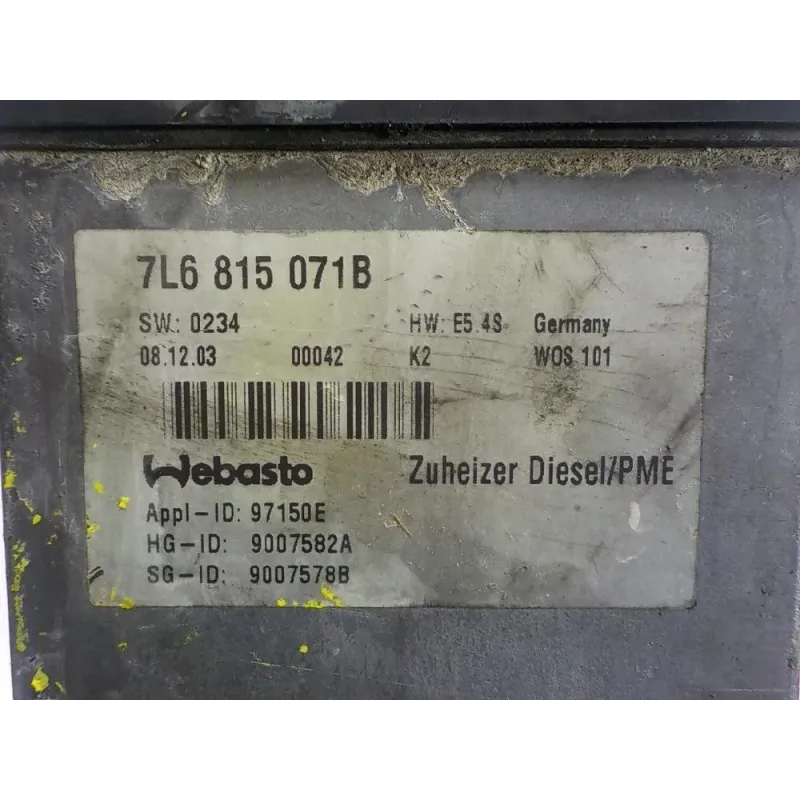 7L6 815 071B
SW.: 0234 HW: E5.4S Germany
08.12.03 00042 K2 WOS 101
Webasto Zuheizer Diesel/PME
Appl-ID: 97150E
HG-ID: 9007582A
SG-ID: 9007578B